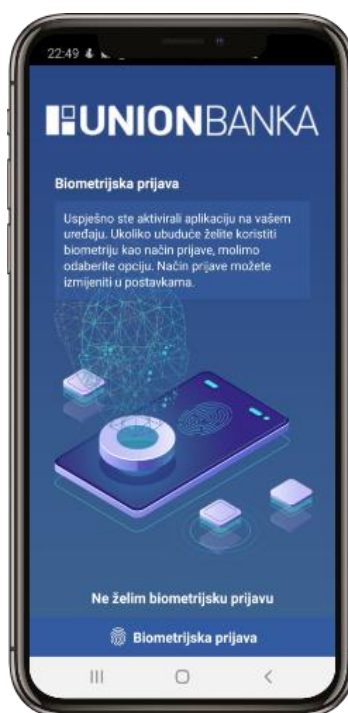 22:49
UNIONBANKA
Biometrijska prijava
Uspješno ste aktivirali aplikaciju na vašem
uređaju. Ukoliko ubuduće želite koristiti
biometriju kao način prijave, molimo
odaberite opciju. Način prijave možete
izmijeniti u postavkama.
Ne želim biometrijsku prijavu
Biometrijska prijava